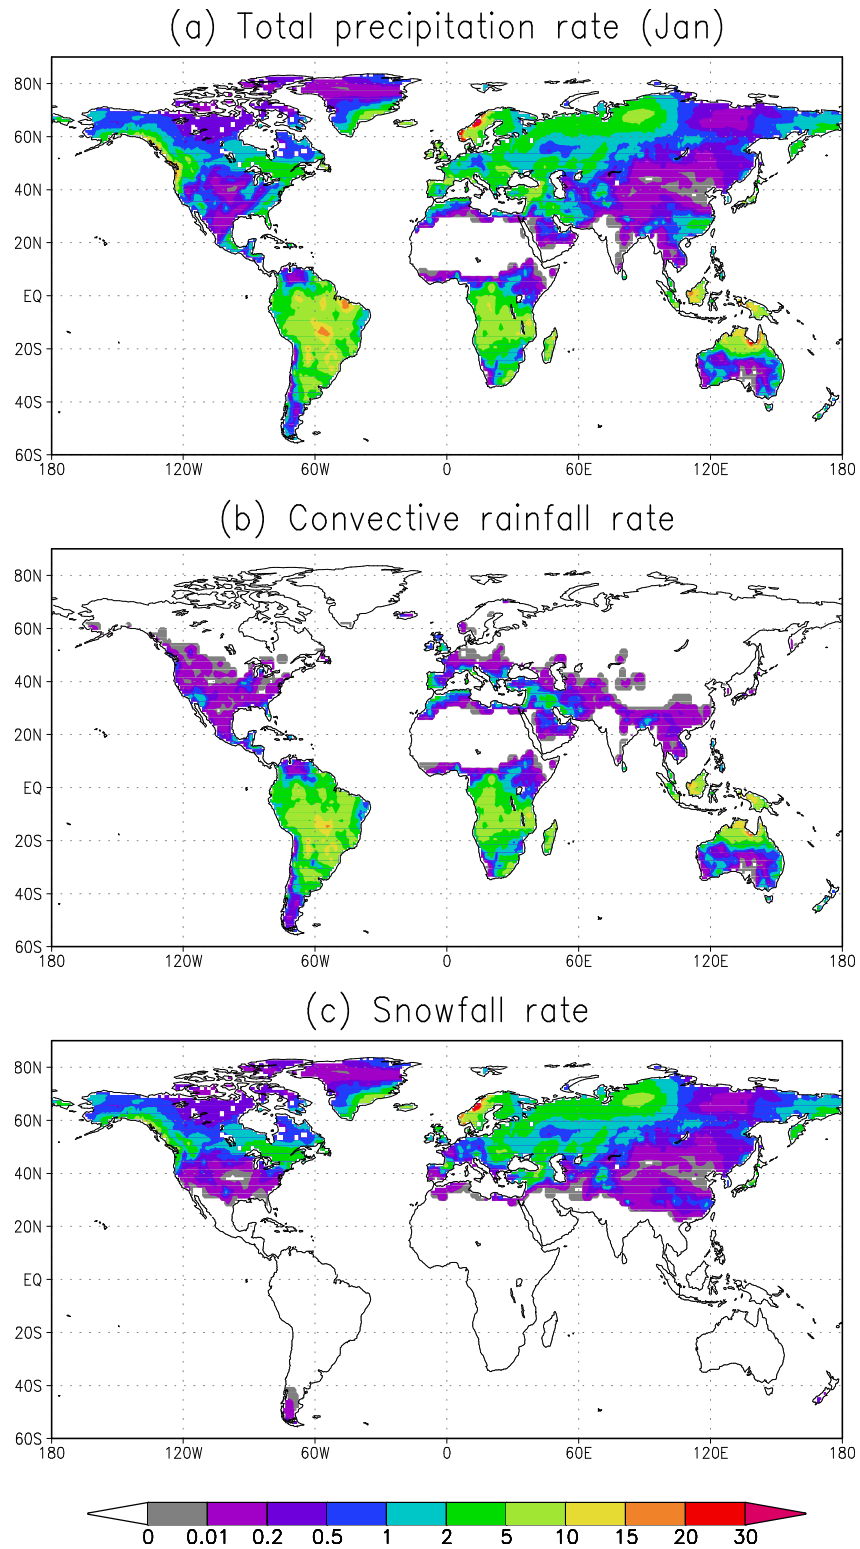 (a) Total precipitation rate (Jan)
80N
60N
40N
20N
EQ
20S
40S
60S
180 120W 60W 0 60E 120E 180
(b) Convective rainfall rate
80N
60N
40N
20N
EQ
20S
40S
60S
180 120W 60W 0 60E 120E 180
(c) Snowfall rate
80N
60N
40N
20N
EQ
20S
40S
60S
180 120W 60W 0 60E 120E 180
0 0.01 0.2 0.5 1 2 5 10 15 20 30